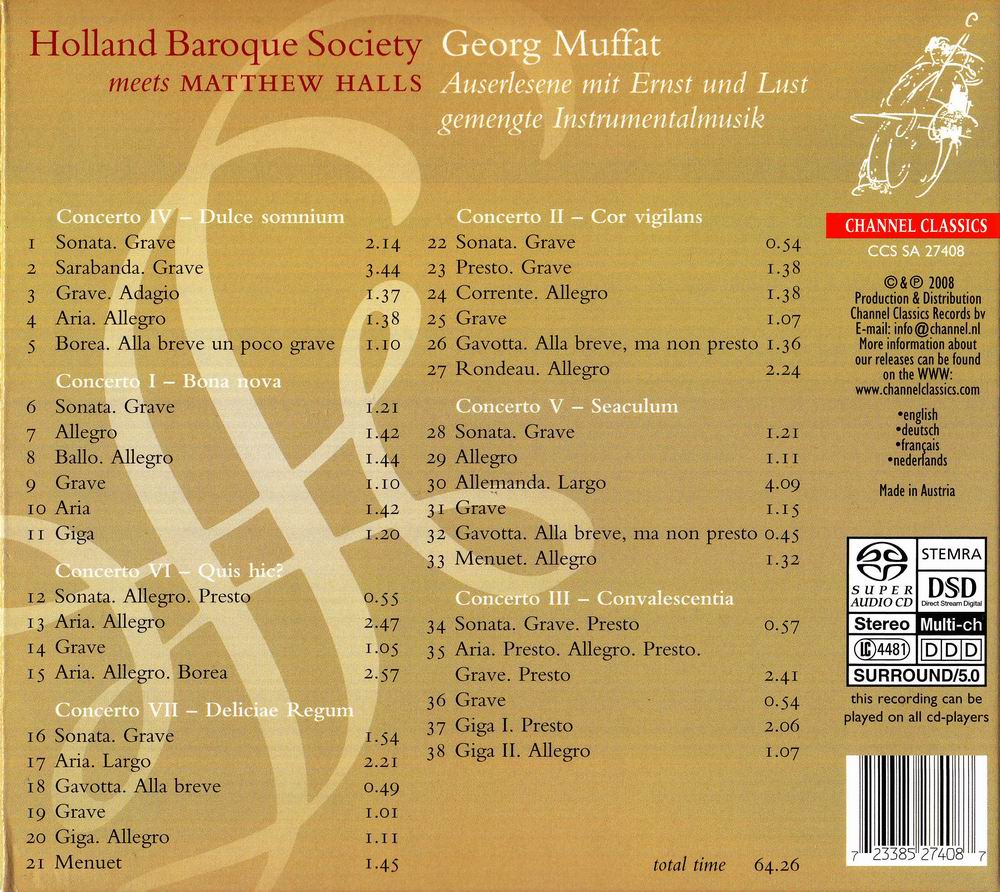 Holland Baroque Society
meets MATTHEW HALLS
Georg Muffat
Auserlesene mit Ernst und Lust
gemengte Instrumentalmusik
Concerto IV – Dulce somnium
1 Sonata. Grave 2.14
2 Sarabanda. Grave 3.44
3 Grave. Adagio 1.37
4 Aria. Allegro 1.38
5 Borea. Alla breve un poco grave 1.10
Concerto I – Bona nova
6 Sonata. Grave 1.21
7 Allegro 1.42
8 Ballo. Allegro 1.44
9 Grave 1.10
10 Aria 1.42
11 Giga 1.20
Concerto VI – Quis hic?
12 Sonata. Allegro. Presto 0.55
13 Aria. Allegro 2.47
14 Grave 1.05
15 Aria. Allegro. Borea 2.57
Concerto VII – Deliciae Regum
16 Sonata. Grave 1.54
17 Aria. Largo 2.21
18 Gavotta. Alla breve 0.49
19 Grave 1.01
20 Giga. Allegro 1.11
21 Menuet 1.45
Concerto II – Cor vigilans
22 Sonata. Grave 0.54
23 Presto. Grave 1.38
24 Corrente. Allegro 1.38
25 Grave 1.07
26 Gavotta. Alla breve, ma non presto 1.36
27 Rondeau. Allegro 2.24
Concerto V – Seaculum
28 Sonata. Grave 1.21
29 Allegro 1.11
30 Allemanda. Largo 4.09
31 Grave 1.15
32 Gavotta. Alla breve, ma non presto 0.45
33 Menuet. Allegro 1.32
Concerto III – Convalescentia
34 Sonata. Grave. Presto 0.57
35 Aria. Presto. Allegro. Presto.
Grave. Presto 2.41
36 Grave 0.54
37 Giga I. Presto 2.06
38 Giga II. Allegro 1.07
total time 64.26
CHANNEL CLASSICS
CCS SA 27408
©&℗ 2008
Production & Distribution
Channel Classics Records bv
E-mail: info@channel.nl
More information about
our releases can be found
on the WWW:
www.channelclassics.com
•english
•deutsch
•français
•nederlands
Made in Austria
SUPER
AUDIO CD
STEMRA
DSD
Direct Stream Digital
Stereo Multi-ch
LC 4481 DDD
SURROUND/5.0
this recording can be
played on all cd-players
7 23385 27408 7